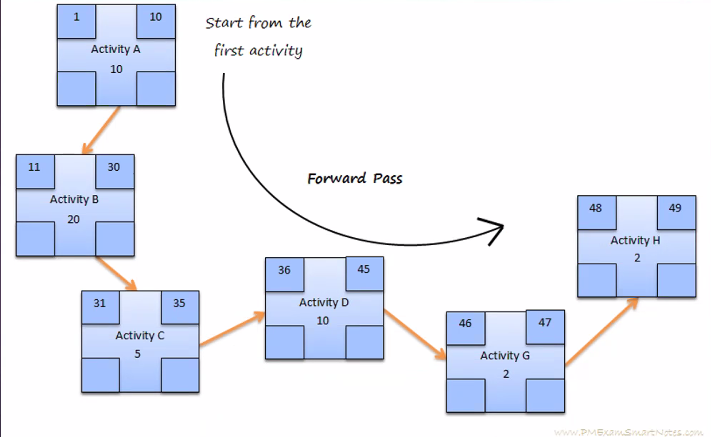 1 10
Activity A
10
Start from the
first activity
11 30
Activity B
20
Forward Pass
31 35
Activity C
5
36 45
Activity D
10
46 47
Activity G
2
48 49
Activity H
2
www.PMExamSmartNotes.com